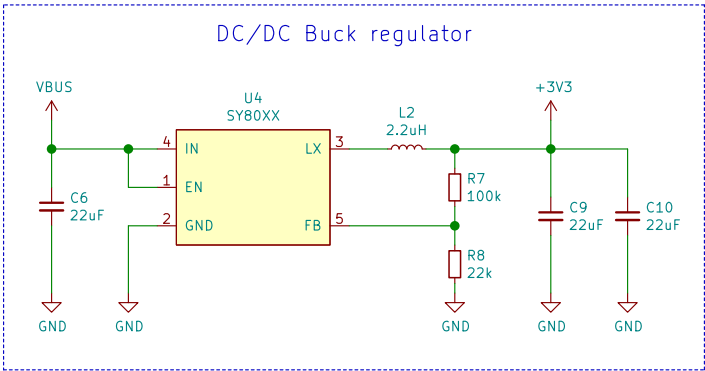 DC/DC Buck regulator
VBUS
+3V3
U4
SY80XX
L2
2.2uH
4 IN
LX 3
1 EN
2 GND
FB 5
C6
22uF
R7
100k
R8
22k
C9
22uF
C10
22uF
GND
GND
GND
GND
GND